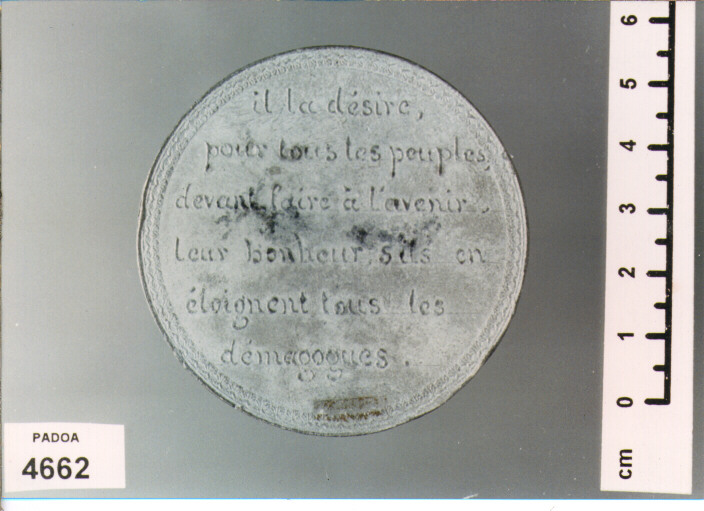 il la désire,
pour tous les peuples,
devant faire à l'avenir
leur bonheur, s'ils en
éloignent tous les
démagogues.
PADOA
4662
cm 0 1 2 3 4 5 6